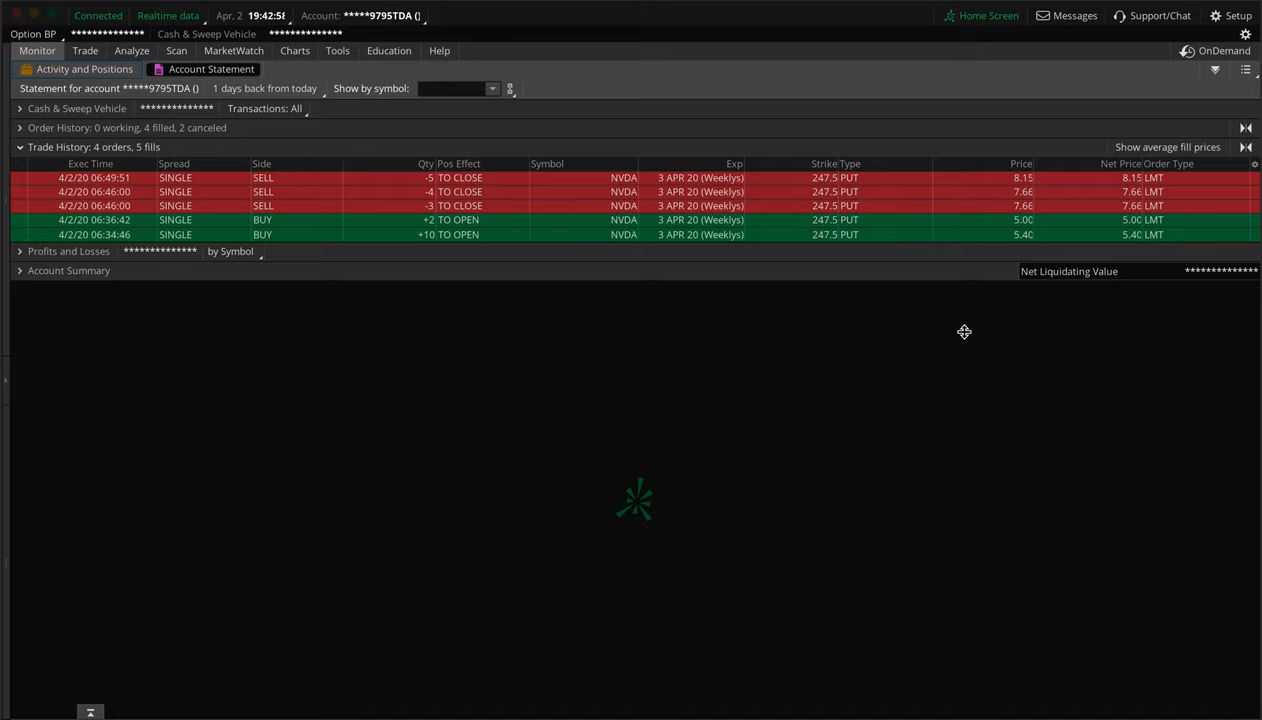 Connected Realtime data Apr. 2 19:42:58 Account: *****9795TDA () Home Screen Messages Support/Chat Setup
Option BP ************** Cash & Sweep Vehicle **************
Monitor Trade Analyze Scan MarketWatch Charts Tools Education Help OnDemand
Activity and Positions Account Statement
Statement for account *****9795TDA () 1 days back from today Show by symbol:
Cash & Sweep Vehicle ************** Transactions: All
Order History: 0 working, 4 filled, 2 canceled
Trade History: 4 orders, 5 fills Show average fill prices
Exec Time Spread Side Qty Pos Effect Symbol Exp Strike Type Price Net Price Order Type
4/2/20 06:49:51 SINGLE SELL -5 TO CLOSE NVDA 3 APR 20 (Weeklys) 247.5 PUT 8.15 8.15 LMT
4/2/20 06:46:00 SINGLE SELL -4 TO CLOSE NVDA 3 APR 20 (Weeklys) 247.5 PUT 7.66 7.66 LMT
4/2/20 06:46:00 SINGLE SELL -3 TO CLOSE NVDA 3 APR 20 (Weeklys) 247.5 PUT 7.66 7.66 LMT
4/2/20 06:36:42 SINGLE BUY +2 TO OPEN NVDA 3 APR 20 (Weeklys) 247.5 PUT 5.00 5.00 LMT
4/2/20 06:34:46 SINGLE BUY +10 TO OPEN NVDA 3 APR 20 (Weeklys) 247.5 PUT 5.40 5.40 LMT
Profits and Losses ************** by Symbol
Account Summary Net Liquidating Value **************